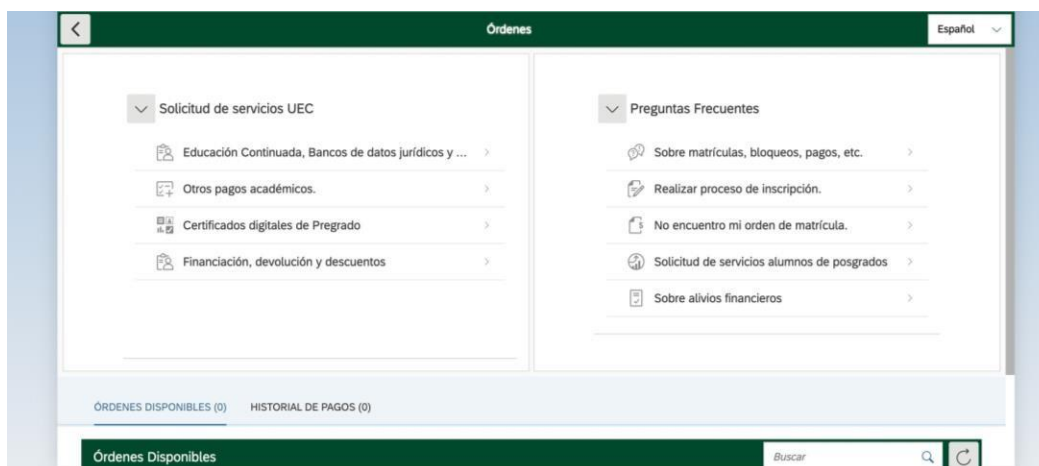 Órdenes
Español
Solicitud de servicios UEC
Educación Continuada, Bancos de datos jurídicos y ...
Otros pagos académicos.
Certificados digitales de Pregrado
Financiación, devolución y descuentos
Preguntas Frecuentes
Sobre matrículas, bloqueos, pagos, etc.
Realizar proceso de inscripción.
No encuentro mi orden de matrícula.
Solicitud de servicios alumnos de posgrados
Sobre alivios financieros
ÓRDENES DISPONIBLES (0) HISTORIAL DE PAGOS (0)
Órdenes Disponibles
Buscar